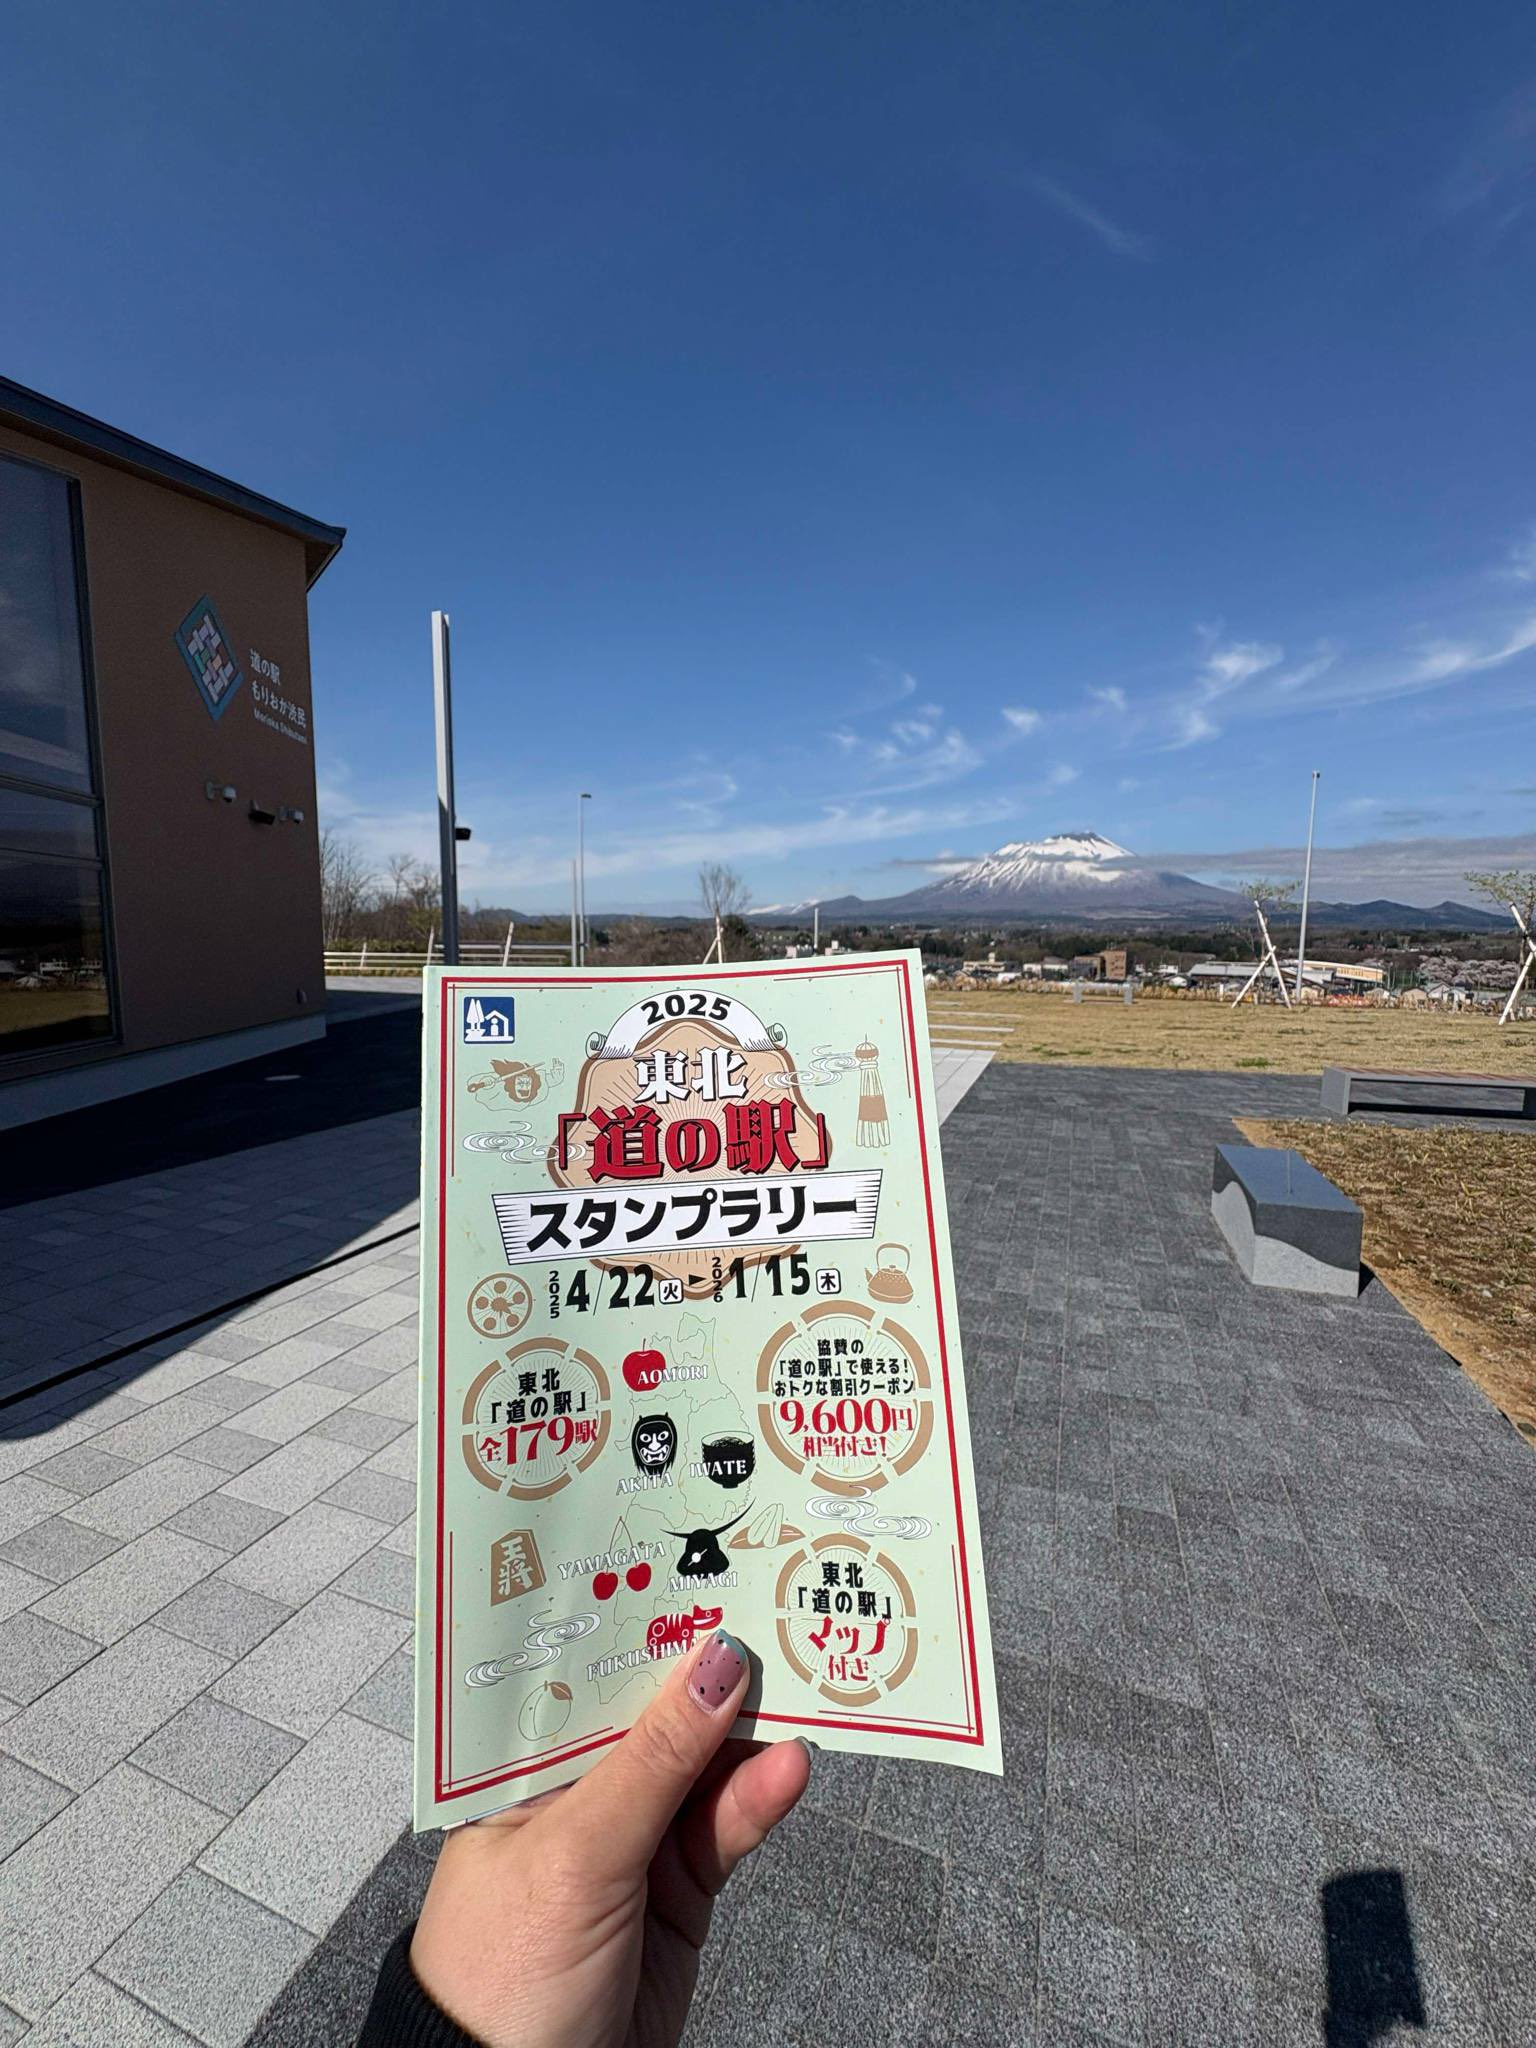 道の駅
もりおか渋民
Morioka Shibutami
2025
東北
「道の駅」
スタンプラリー
2025 4/22 火 ► 2026 1/15 木
東北
「道の駅」
全179駅
AOMORI
協賛の
「道の駅」で使える!
おトクな割引クーポン
9,600円
相当付き!
AKITA
IWATE
王将
YAMAGATA
MIYAGI
FUKUSHIMA
東北
「道の駅」
マップ
付き